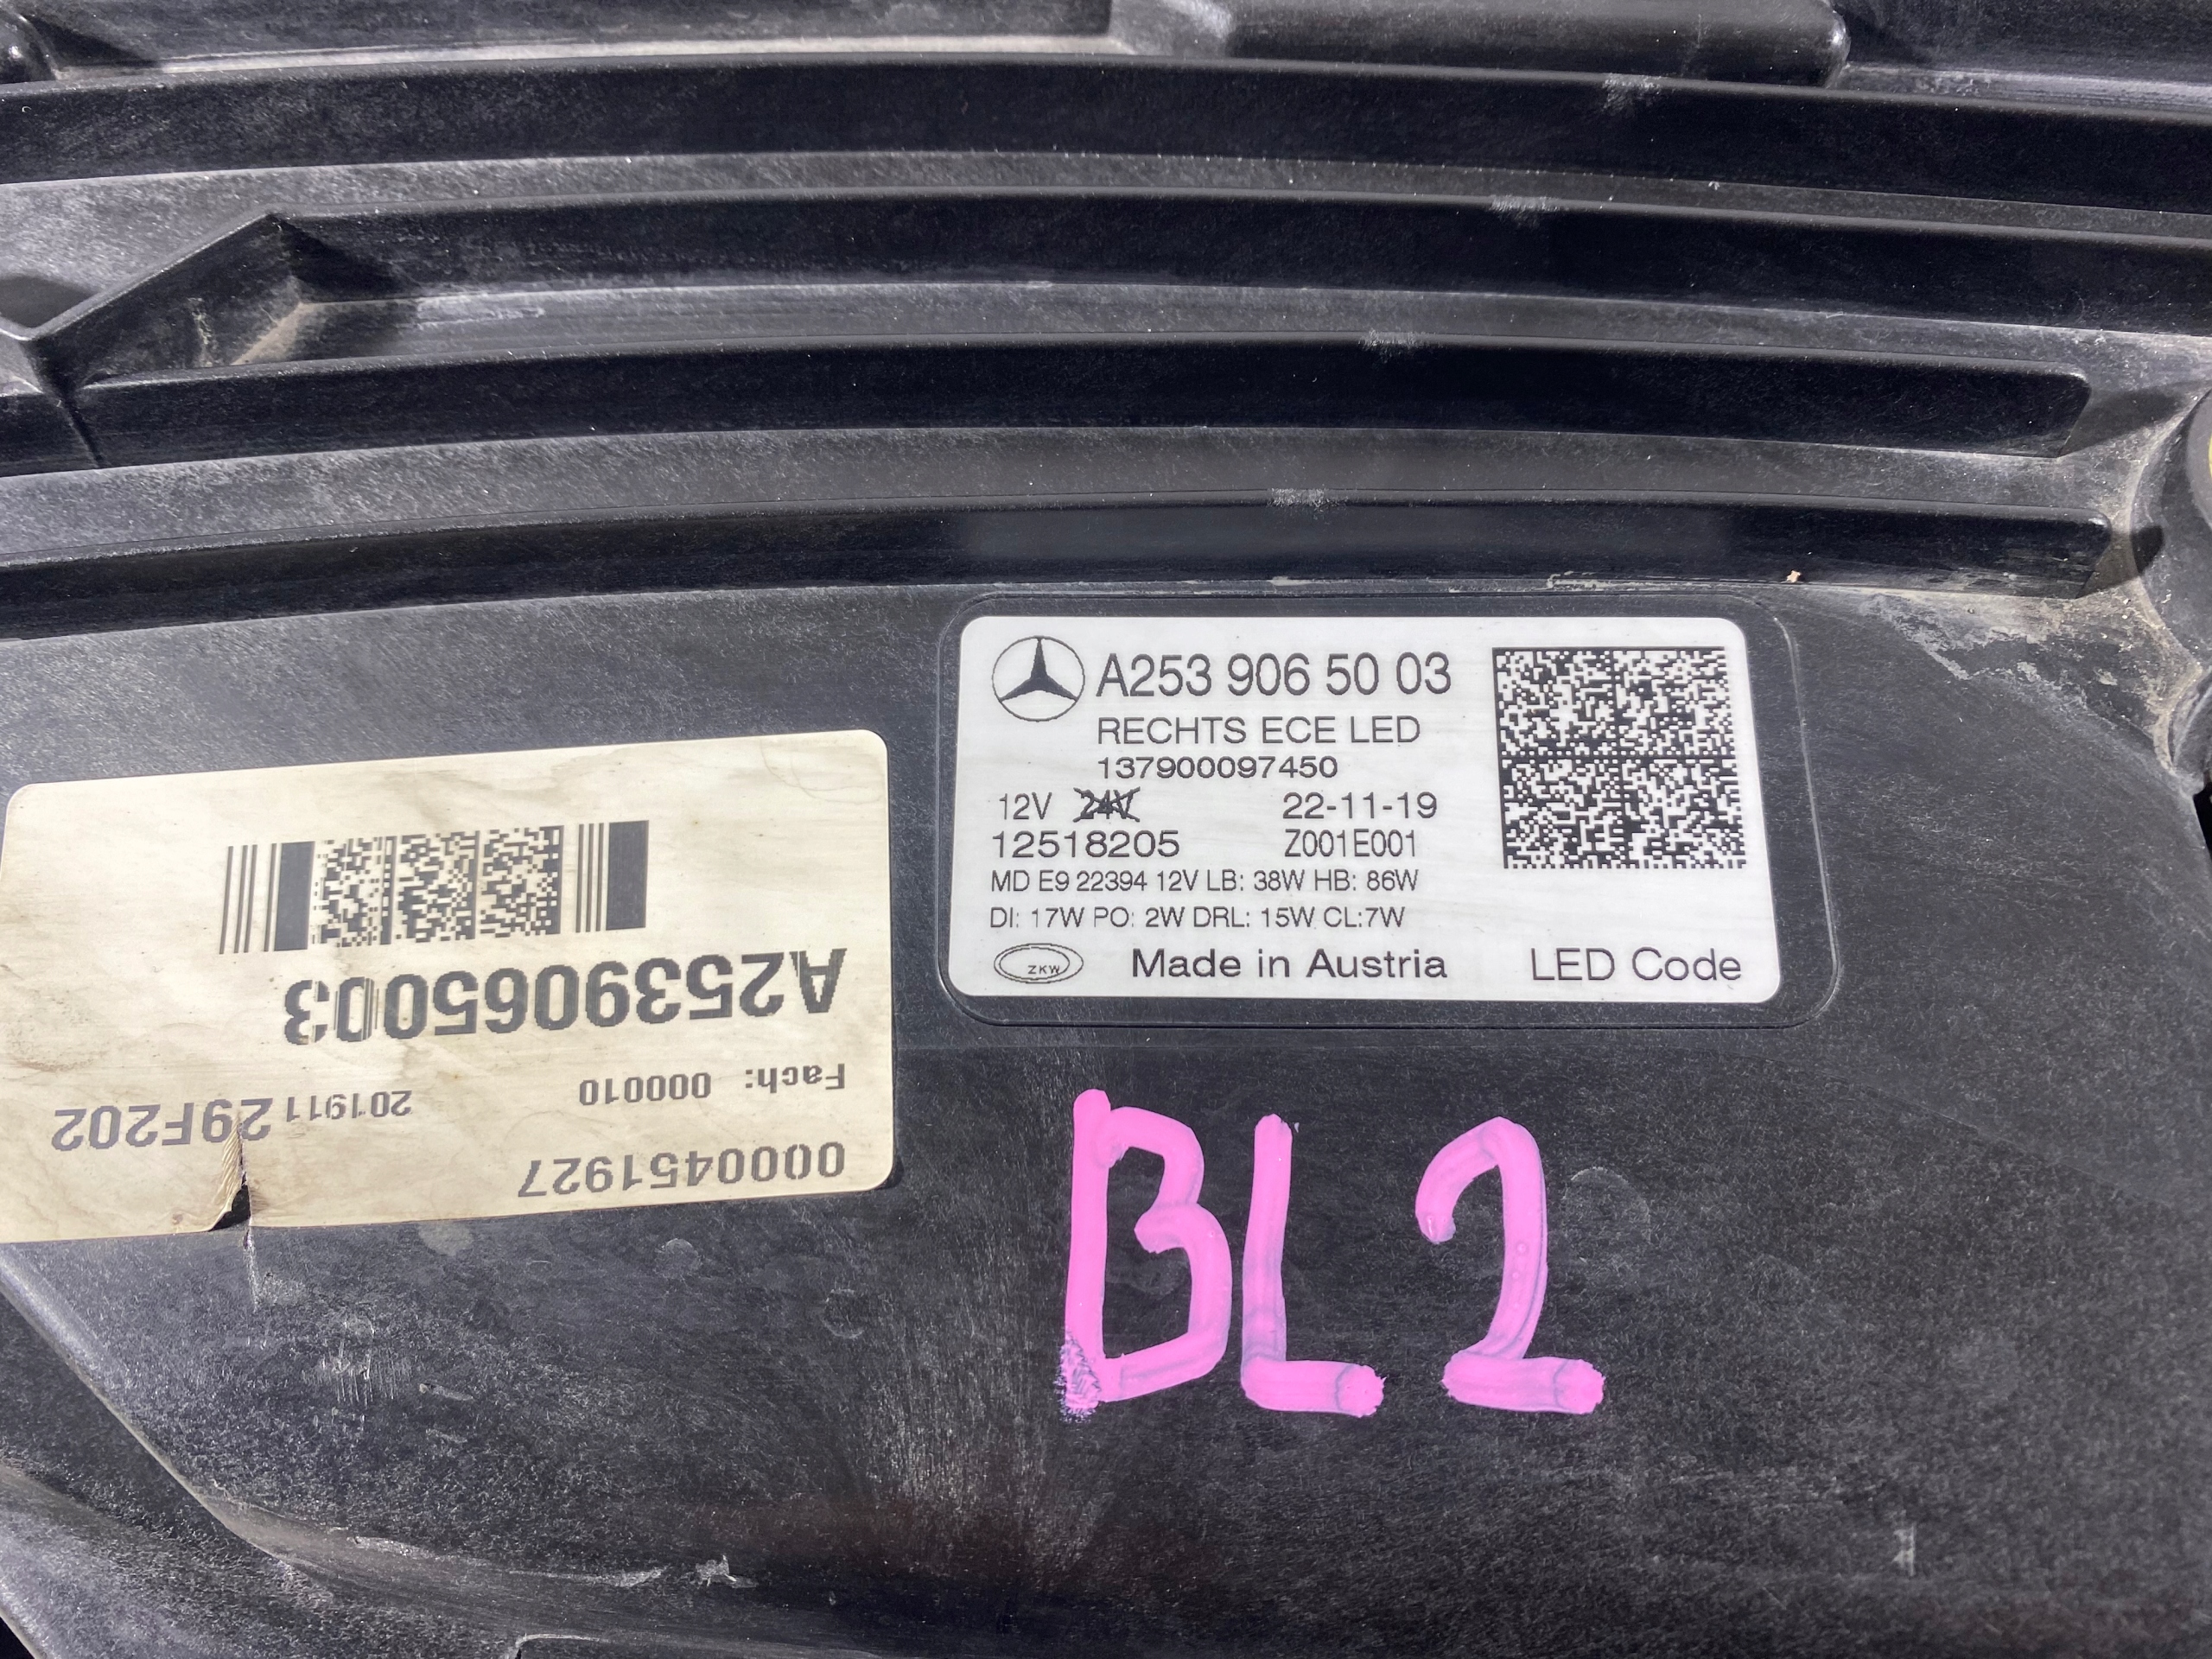 A253 906 50 03
RECHTS ECE LED
137900097450
12V 24V 22-11-19
12518205 Z001E001
MD E9 22394 12V LB: 38W HB: 86W
DI: 17W PO: 2W DRL: 15W CL:7W
ZKW Made in Austria LED Code
A2539065003
Fach: 000010
201911 29F202
0000451927
BL2